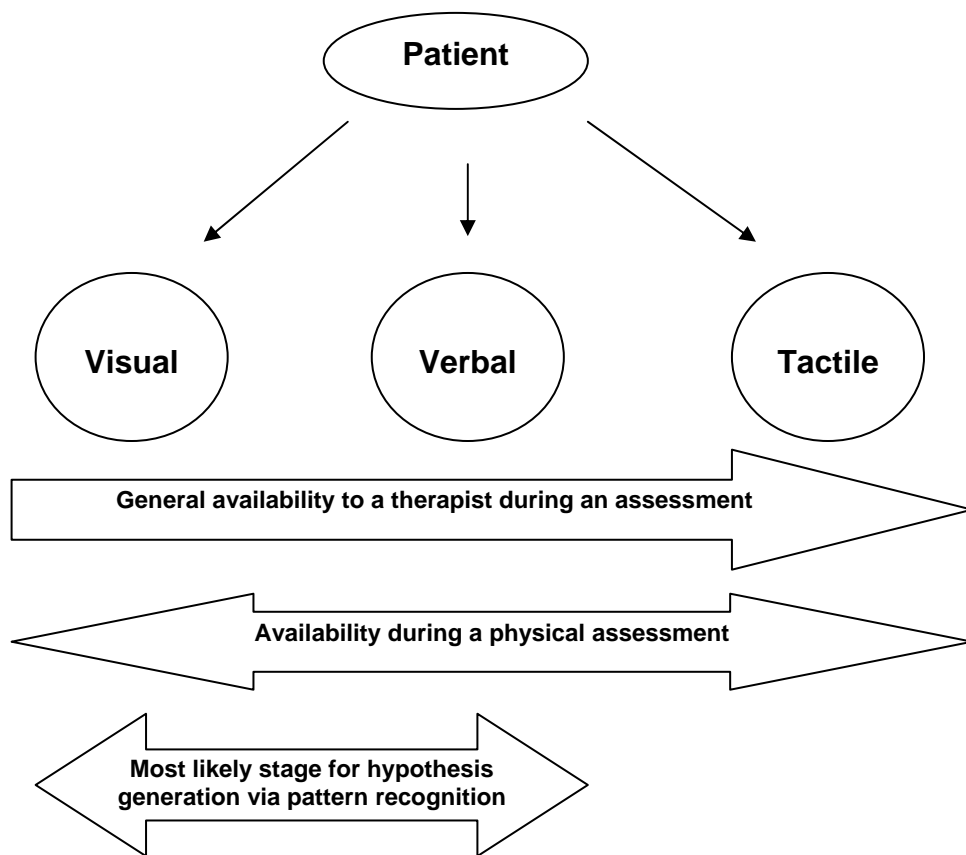 Patient
Visual
Verbal
Tactile
General availability to a therapist during an assessment
Availability during a physical assessment
Most likely stage for hypothesis
generation via pattern recognition